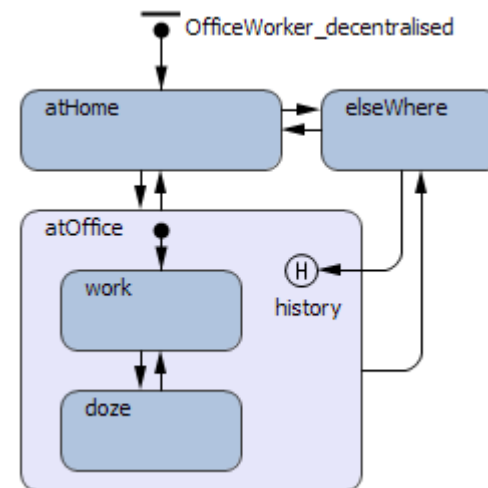 OfficeWorker_decentralised
atHome
elseWhere
atOffice
work
H
history
doze